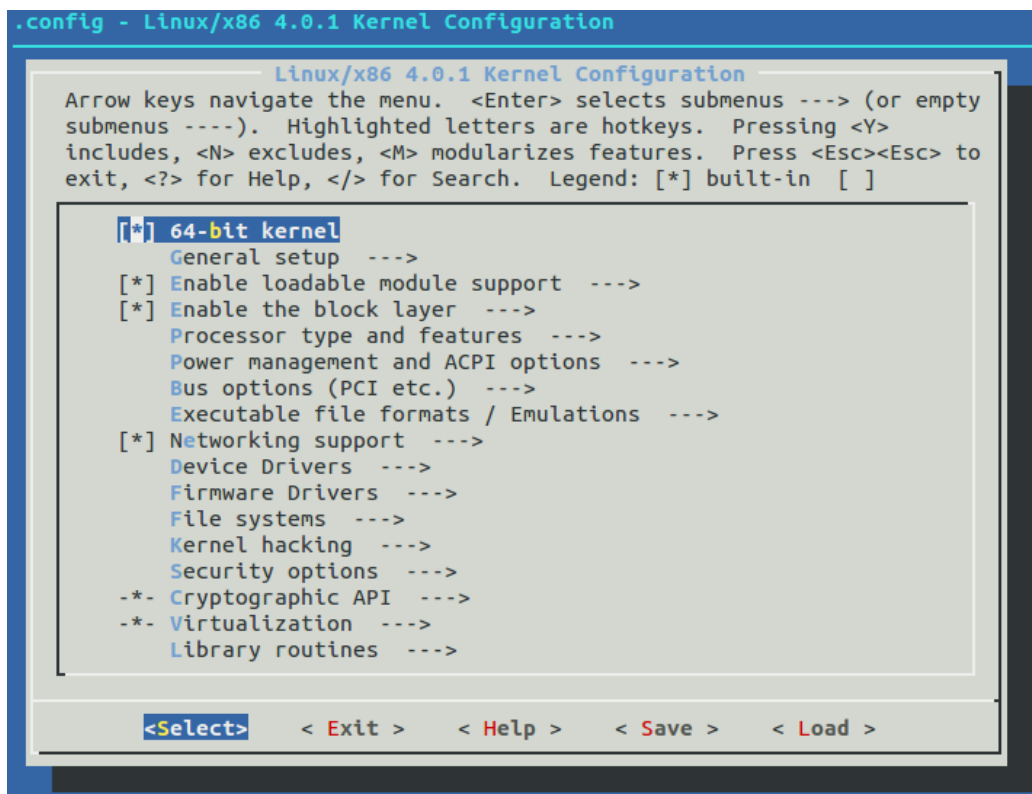 .config - Linux/x86 4.0.1 Kernel Configuration
Linux/x86 4.0.1 Kernel Configuration
Arrow keys navigate the menu.  <Enter> selects submenus ---> (or empty
submenus ----).  Highlighted letters are hotkeys.  Pressing <Y>
includes, <N> excludes, <M> modularizes features.  Press <Esc><Esc> to
exit, <?> for Help, </> for Search.  Legend: [*] built-in  [ ]
[*] 64-bit kernel
General setup  --->
[*] Enable loadable module support  --->
[*] Enable the block layer  --->
Processor type and features  --->
Power management and ACPI options  --->
Bus options (PCI etc.)  --->
Executable file formats / Emulations  --->
[*] Networking support  --->
Device Drivers  --->
Firmware Drivers  --->
File systems  --->
Kernel hacking  --->
Security options  --->
-*- Cryptographic API  --->
-*- Virtualization  --->
Library routines  --->
<Select>    < Exit >    < Help >    < Save >    < Load >